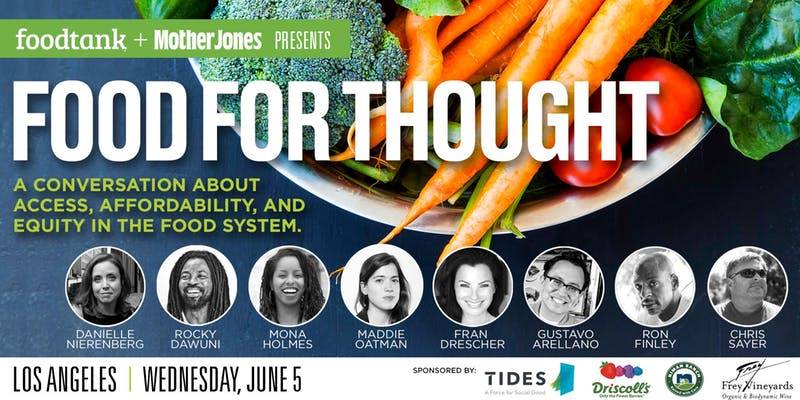 foodtank + Mother Jones PRESENTS
FOOD FOR THOUGHT
A CONVERSATION ABOUT
ACCESS, AFFORDABILITY, AND
EQUITY IN THE FOOD SYSTEM.
DANIELLE NIERENBERG
ROCKY DAWUNI
MONA HOLMES
MADDIE OATMAN
FRAN DRESCHER
GUSTAVO ARELLANO
RON FINLEY
CHRIS SAYER
LOS ANGELES | WEDNESDAY, JUNE 5
SPONSORED BY:
TIDES
A Force for Social Good
Driscoll's
Only the Finest Berries
Frey
Frey Vineyards
Organic & Biodynamic Wine